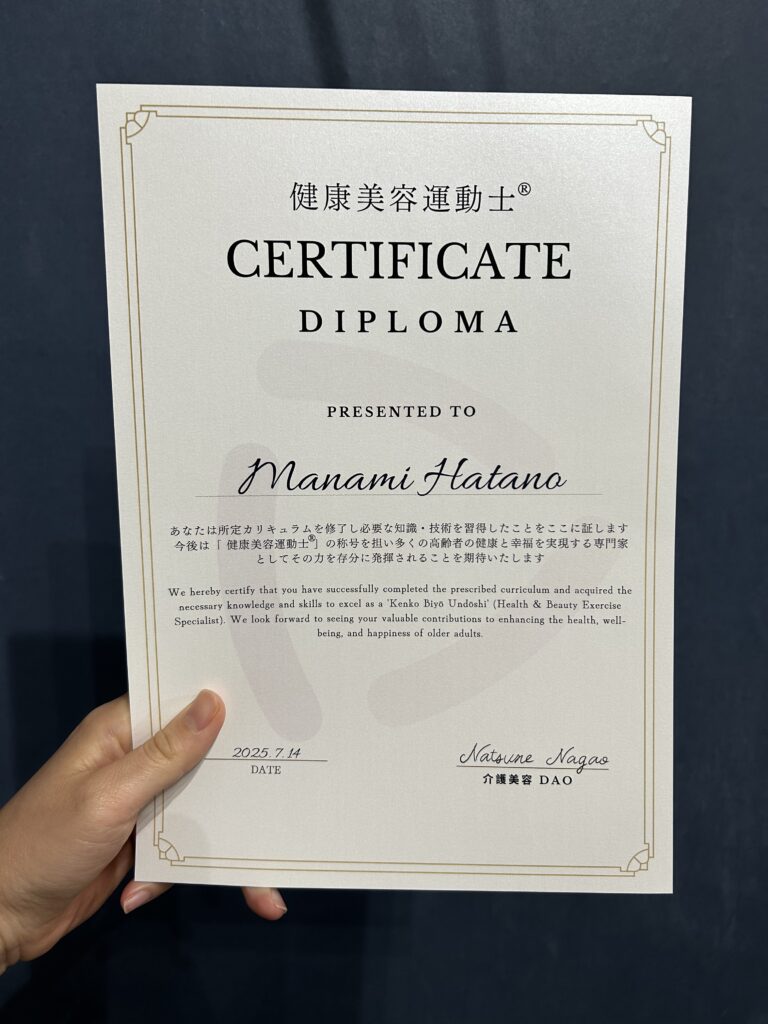 健康美容運動士®
CERTIFICATE
DIPLOMA
PRESENTED TO
Manami Hatano
あなたは所定カリキュラムを修了し必要な知識・技術を習得したことをここに証します
今後は「 健康美容運動士®」の称号を担い多くの高齢者の健康と幸福を実現する専門家
としてその力を存分に発揮されることを期待いたします
We hereby certify that you have successfully completed the prescribed curriculum and acquired the
necessary knowledge and skills to excel as a 'Kenko Biyō Undōshi' (Health & Beauty Exercise
Specialist). We look forward to seeing your valuable contributions to enhancing the health, well-
being, and happiness of older adults.
2025.7.14
DATE
Natsune Nagao
介護美容 DAO